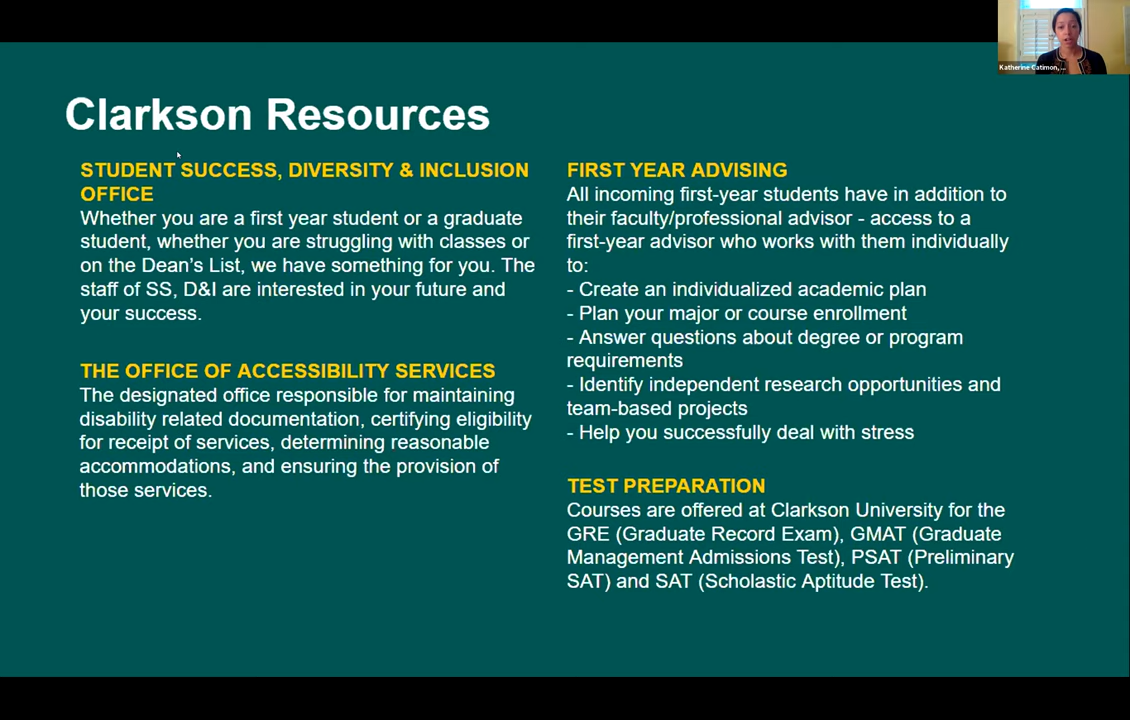 Clarkson Resources
STUDENT SUCCESS, DIVERSITY & INCLUSION
OFFICE
Whether you are a first year student or a graduate
student, whether you are struggling with classes or
on the Dean's List, we have something for you. The
staff of SS, D&I are interested in your future and
your success.
THE OFFICE OF ACCESSIBILITY SERVICES
The designated office responsible for maintaining
disability related documentation, certifying eligibility
for receipt of services, determining reasonable
accommodations, and ensuring the provision of
those services.
FIRST YEAR ADVISING
All incoming first-year students have in addition to
their faculty/professional advisor - access to a
first-year advisor who works with them individually
to:
- Create an individualized academic plan
- Plan your major or course enrollment
- Answer questions about degree or program
requirements
- Identify independent research opportunities and
team-based projects
- Help you successfully deal with stress
TEST PREPARATION
Courses are offered at Clarkson University for the
GRE (Graduate Record Exam), GMAT (Graduate
Management Admissions Test), PSAT (Preliminary
SAT) and SAT (Scholastic Aptitude Test).
Katherine Catimon, ...